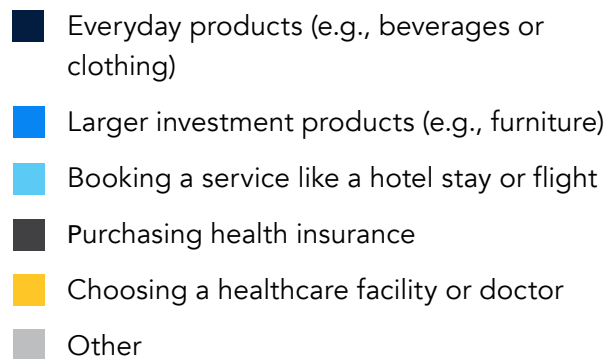 Everyday products (e.g., beverages or
clothing)
Larger investment products (e.g., furniture)
Booking a service like a hotel stay or flight
Purchasing health insurance
Choosing a healthcare facility or doctor
Other